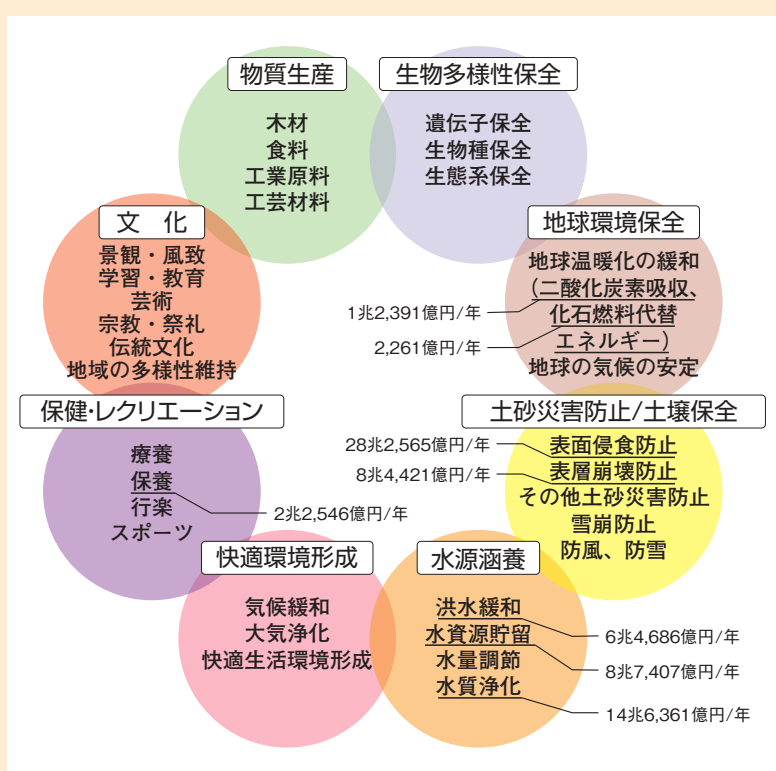 物質生産
木材
食料
工業原料
工芸材料
生物多様性保全
遺伝子保全
生物種保全
生態系保全
文　化
景観・風致
学習・教育
芸術
宗教・祭礼
伝統文化
地域の多様性維持
地球環境保全
地球温暖化の緩和
(二酸化炭素吸収、
化石燃料代替
エネルギー)
地球の気候の安定
1兆2,391億円/年
2,261億円/年
保健・レクリエーション
療養
保養
行楽
スポーツ
2兆2,546億円/年
土砂災害防止/土壌保全
28兆2,565億円/年
表面侵食防止
8兆4,421億円/年
表層崩壊防止
その他土砂災害防止
雪崩防止
防風、防雪
快適環境形成
気候緩和
大気浄化
快適生活環境形成
水源涵養
洪水緩和
水資源貯留
水量調節
水質浄化
6兆4,686億円/年
8兆7,407億円/年
14兆6,361億円/年